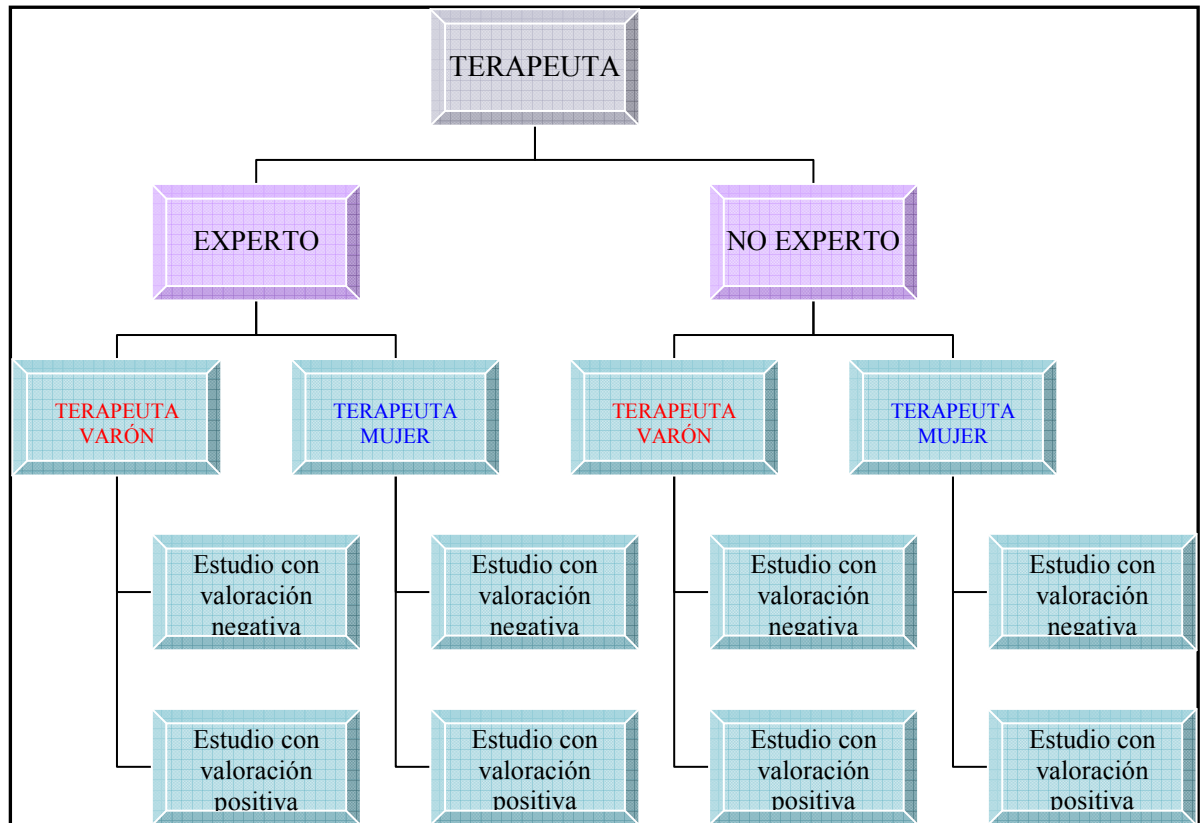 TERAPEUTA
EXPERTO
NO EXPERTO
TERAPEUTA
VARÓN
TERAPEUTA
MUJER
TERAPEUTA
VARÓN
TERAPEUTA
MUJER
Estudio con
valoración
negativa
Estudio con
valoración
negativa
Estudio con
valoración
negativa
Estudio con
valoración
negativa
Estudio con
valoración
positiva
Estudio con
valoración
positiva
Estudio con
valoración
positiva
Estudio con
valoración
positiva